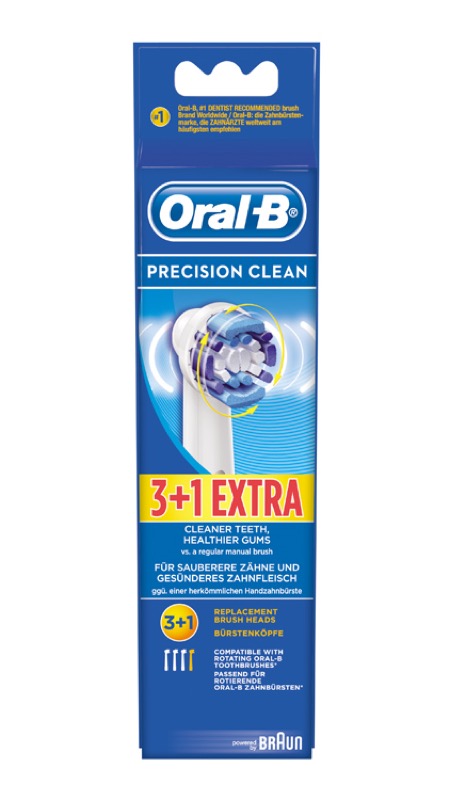 #1
Oral-B, #1 DENTIST RECOMMENDED brush
Brand Worldwide / Oral-B: die Zahnbürsten-
marke, die ZAHNÄRZTE weltweit am
häufigsten empfehlen
Oral-B®
PRECISION CLEAN
3+1 EXTRA
CLEANER TEETH,
HEALTHIER GUMS
vs. a regular manual brush
FÜR SAUBERERE ZÄHNE UND
GESÜNDERES ZAHNFLEISCH
ggü. einer herkömmlichen Handzahnbürste
3+1
REPLACEMENT
BRUSH HEADS
BÜRSTENKÖPFE
COMPATIBLE WITH
ROTATING ORAL-B
TOOTHBRUSHES*
PASSEND FÜR
ROTIERENDE
ORAL-B ZAHNBÜRSTEN*
powered by BRAUN